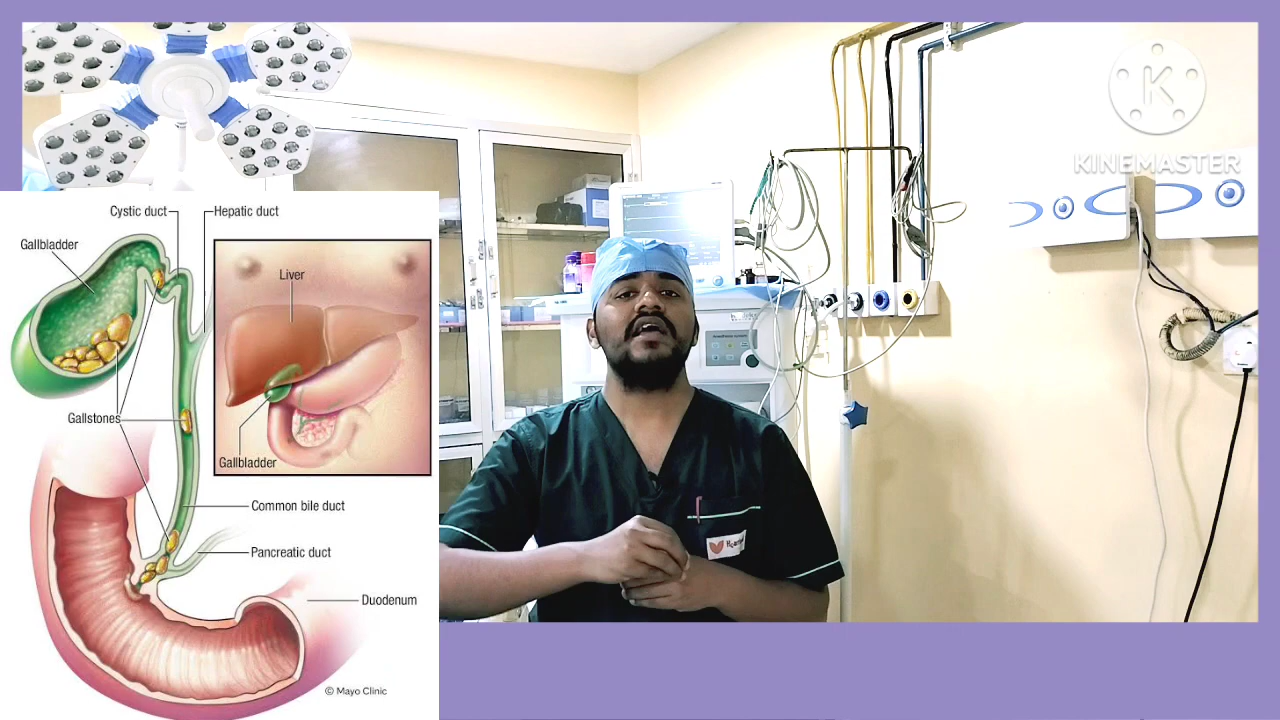 Cystic duct
Hepatic duct
Gallbladder
Liver
Gallstones
Gallbladder
Common bile duct
Pancreatic duct
Duodenum
© Mayo Clinic
K
KINEMASTER